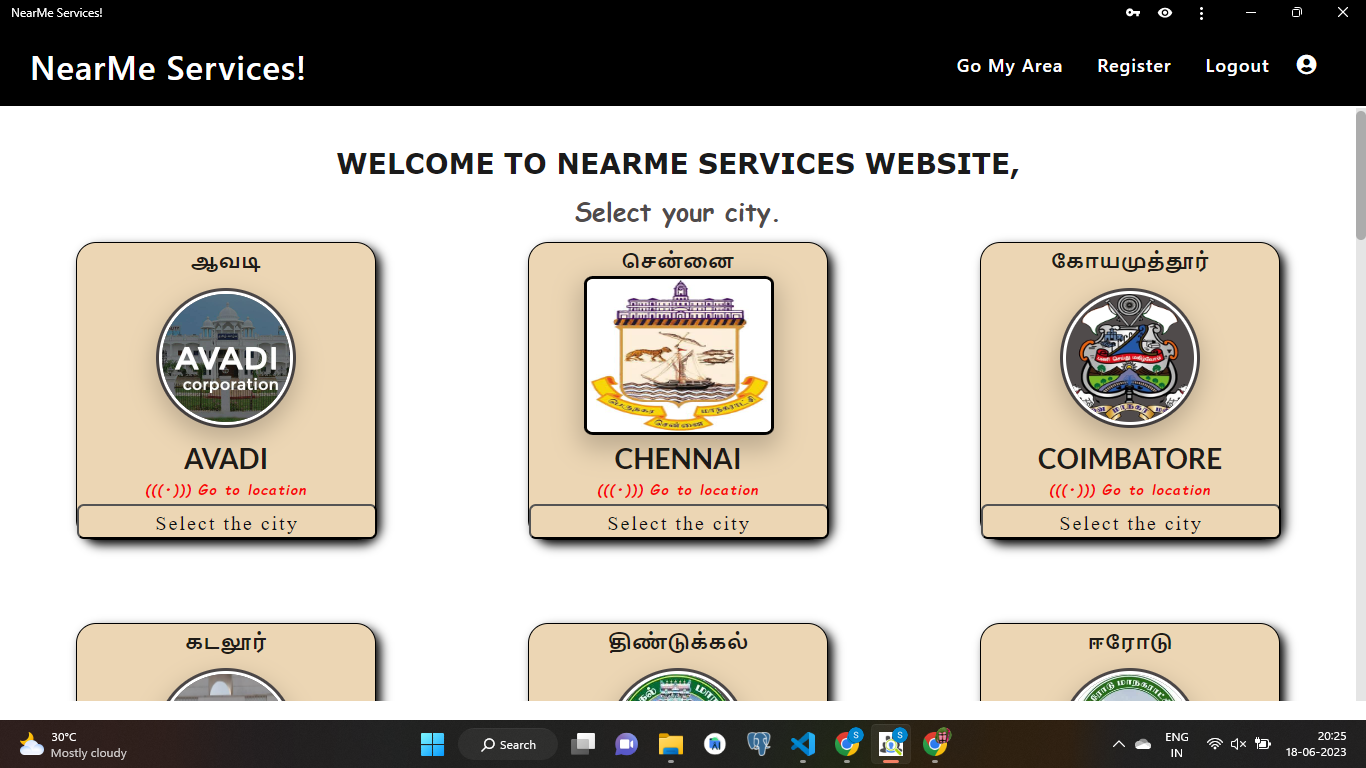 NearMe Services!
NearMe Services!
Go My Area
Register
Logout
WELCOME TO NEARME SERVICES WEBSITE,
Select your city.
ஆவடி
AVADI
corporation
AVADI
(((·))) Go to location
Select the city
சென்னை
பெருநகர
மாநகராட்சி
சென்னை
CHENNAI
(((·))) Go to location
Select the city
கோயமுத்தூர்
COIMBATORE
(((·))) Go to location
Select the city
கடலூர்
திண்டுக்கல்
ஈரோடு
30°C
Mostly cloudy
Search
S
S
ENG
IN
20:25
18-06-2023